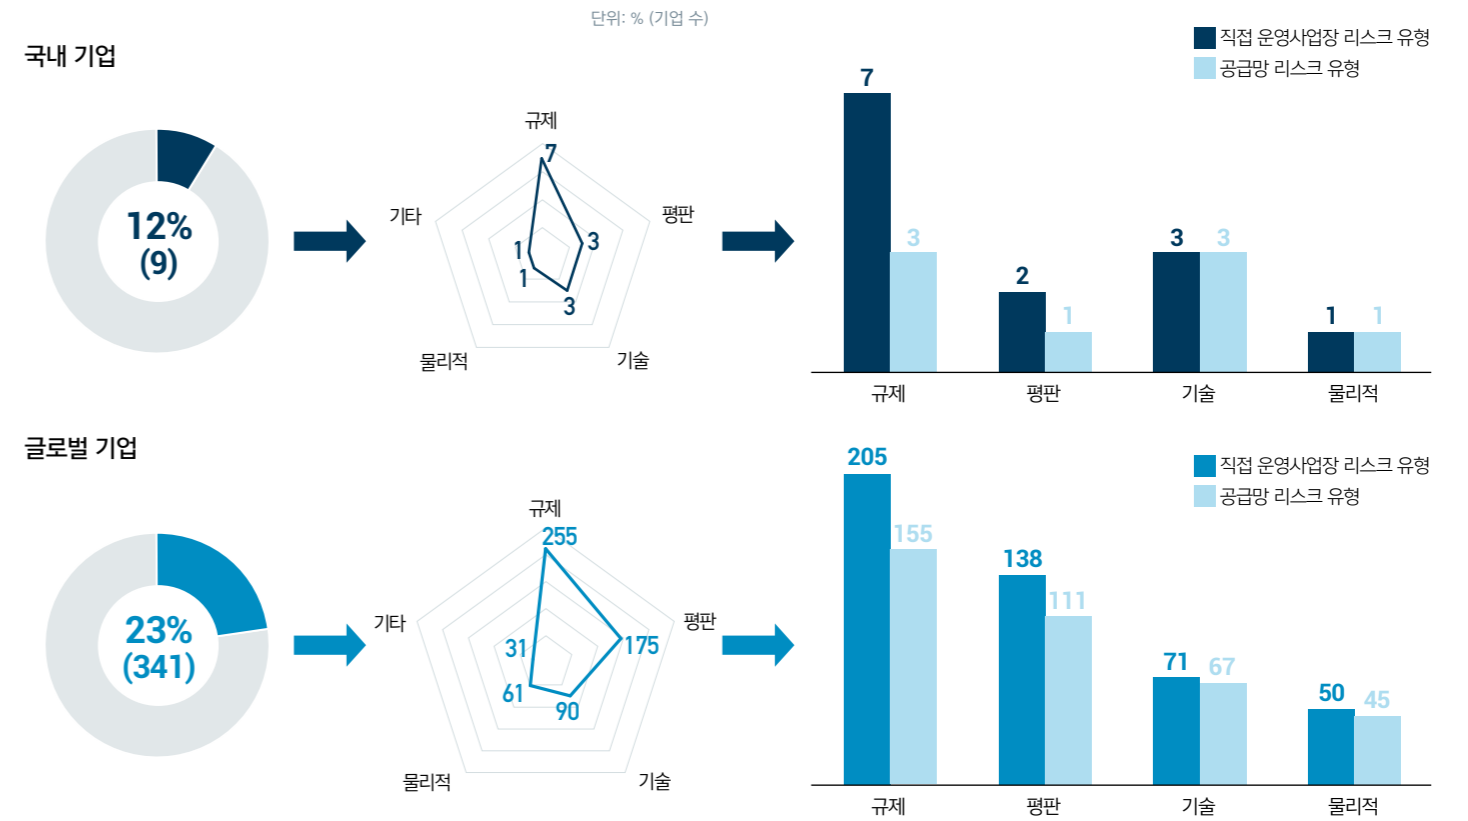 단위: % (기업 수)
국내 기업
12%
(9)
규제
7
평판
3
기술
3
물리적
1
기타
1
직접 운영사업장 리스크 유형
공급망 리스크 유형
7
3
2
1
3
3
1
1
규제
평판
기술
물리적
글로벌 기업
23%
(341)
규제
255
평판
175
기술
90
물리적
61
기타
31
직접 운영사업장 리스크 유형
공급망 리스크 유형
205
155
138
111
71
67
50
45
규제
평판
기술
물리적